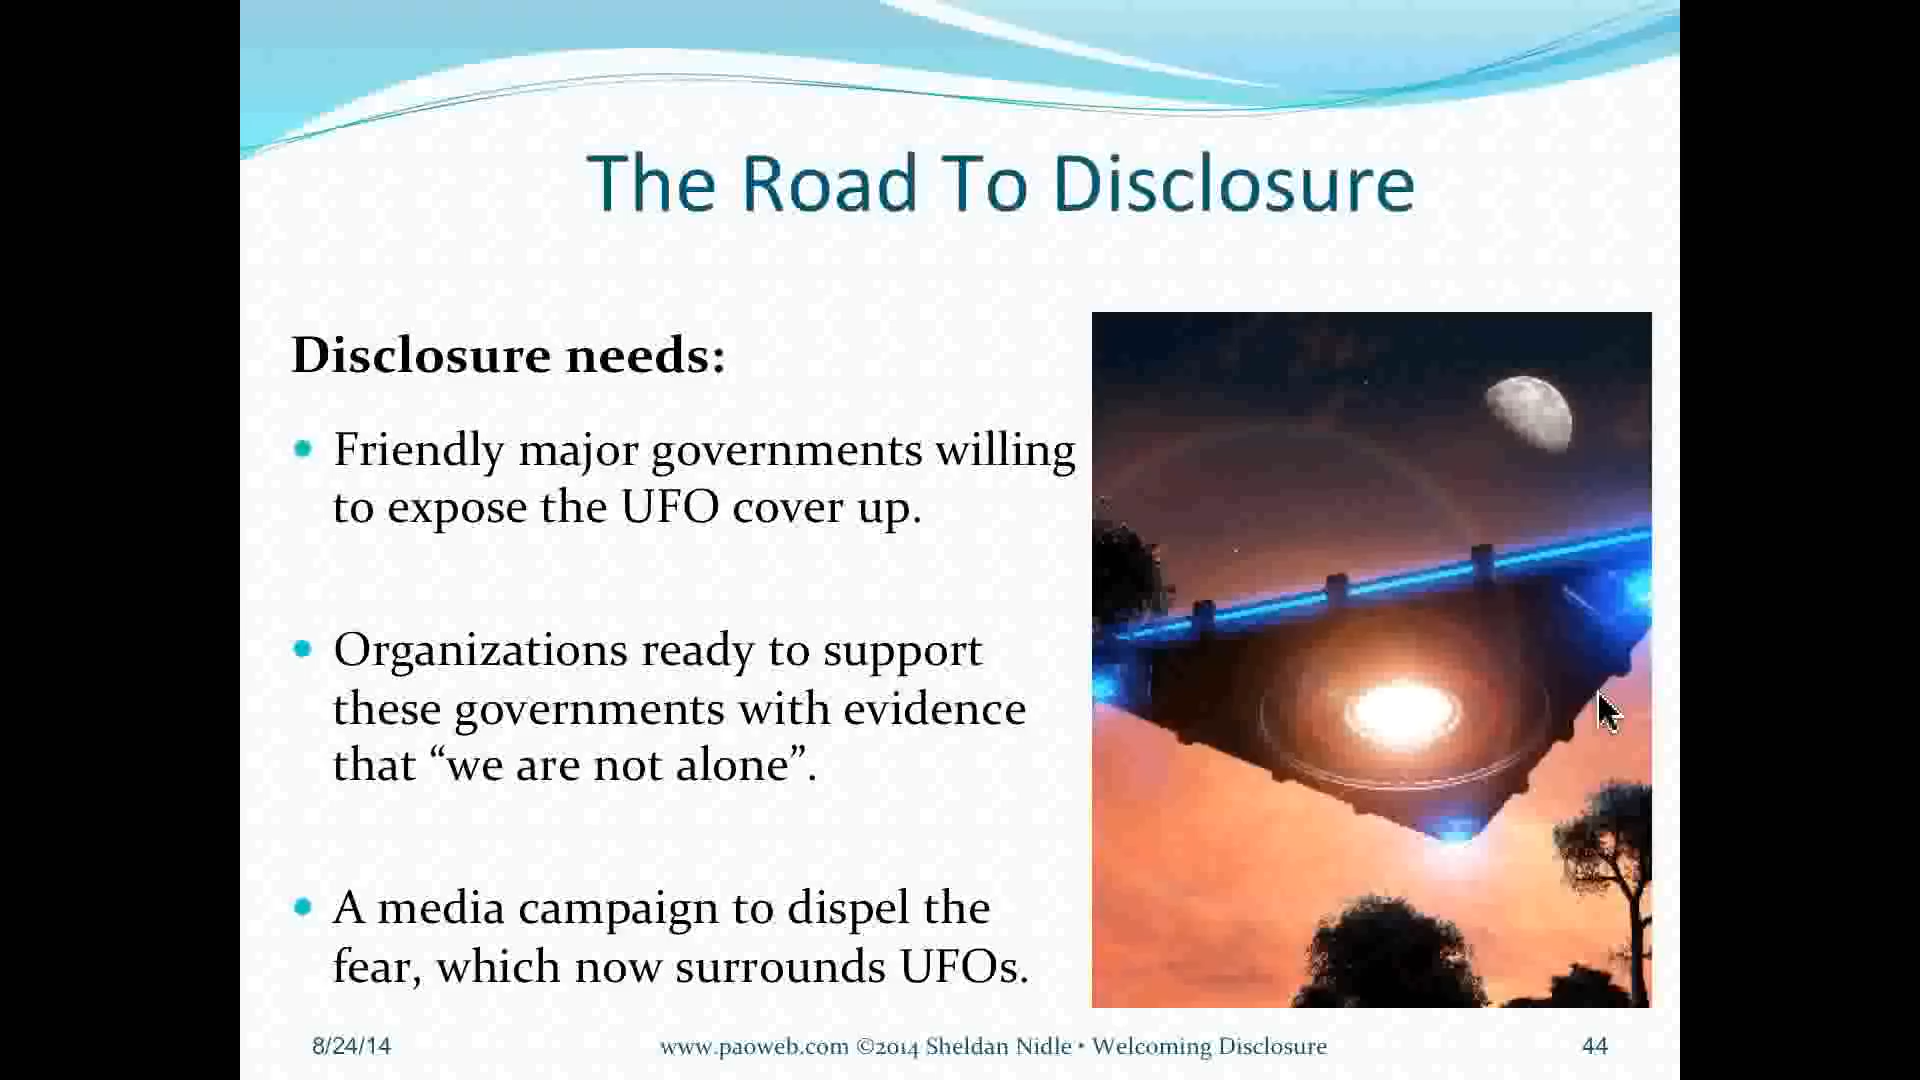 The Road To Disclosure
Disclosure needs:
• Friendly major governments willing
to expose the UFO cover up.
• Organizations ready to support
these governments with evidence
that “we are not alone”.
• A media campaign to dispel the
fear, which now surrounds UFOs.
8/24/14 www.paoweb.com ©2014 Sheldan Nidle • Welcoming Disclosure 44